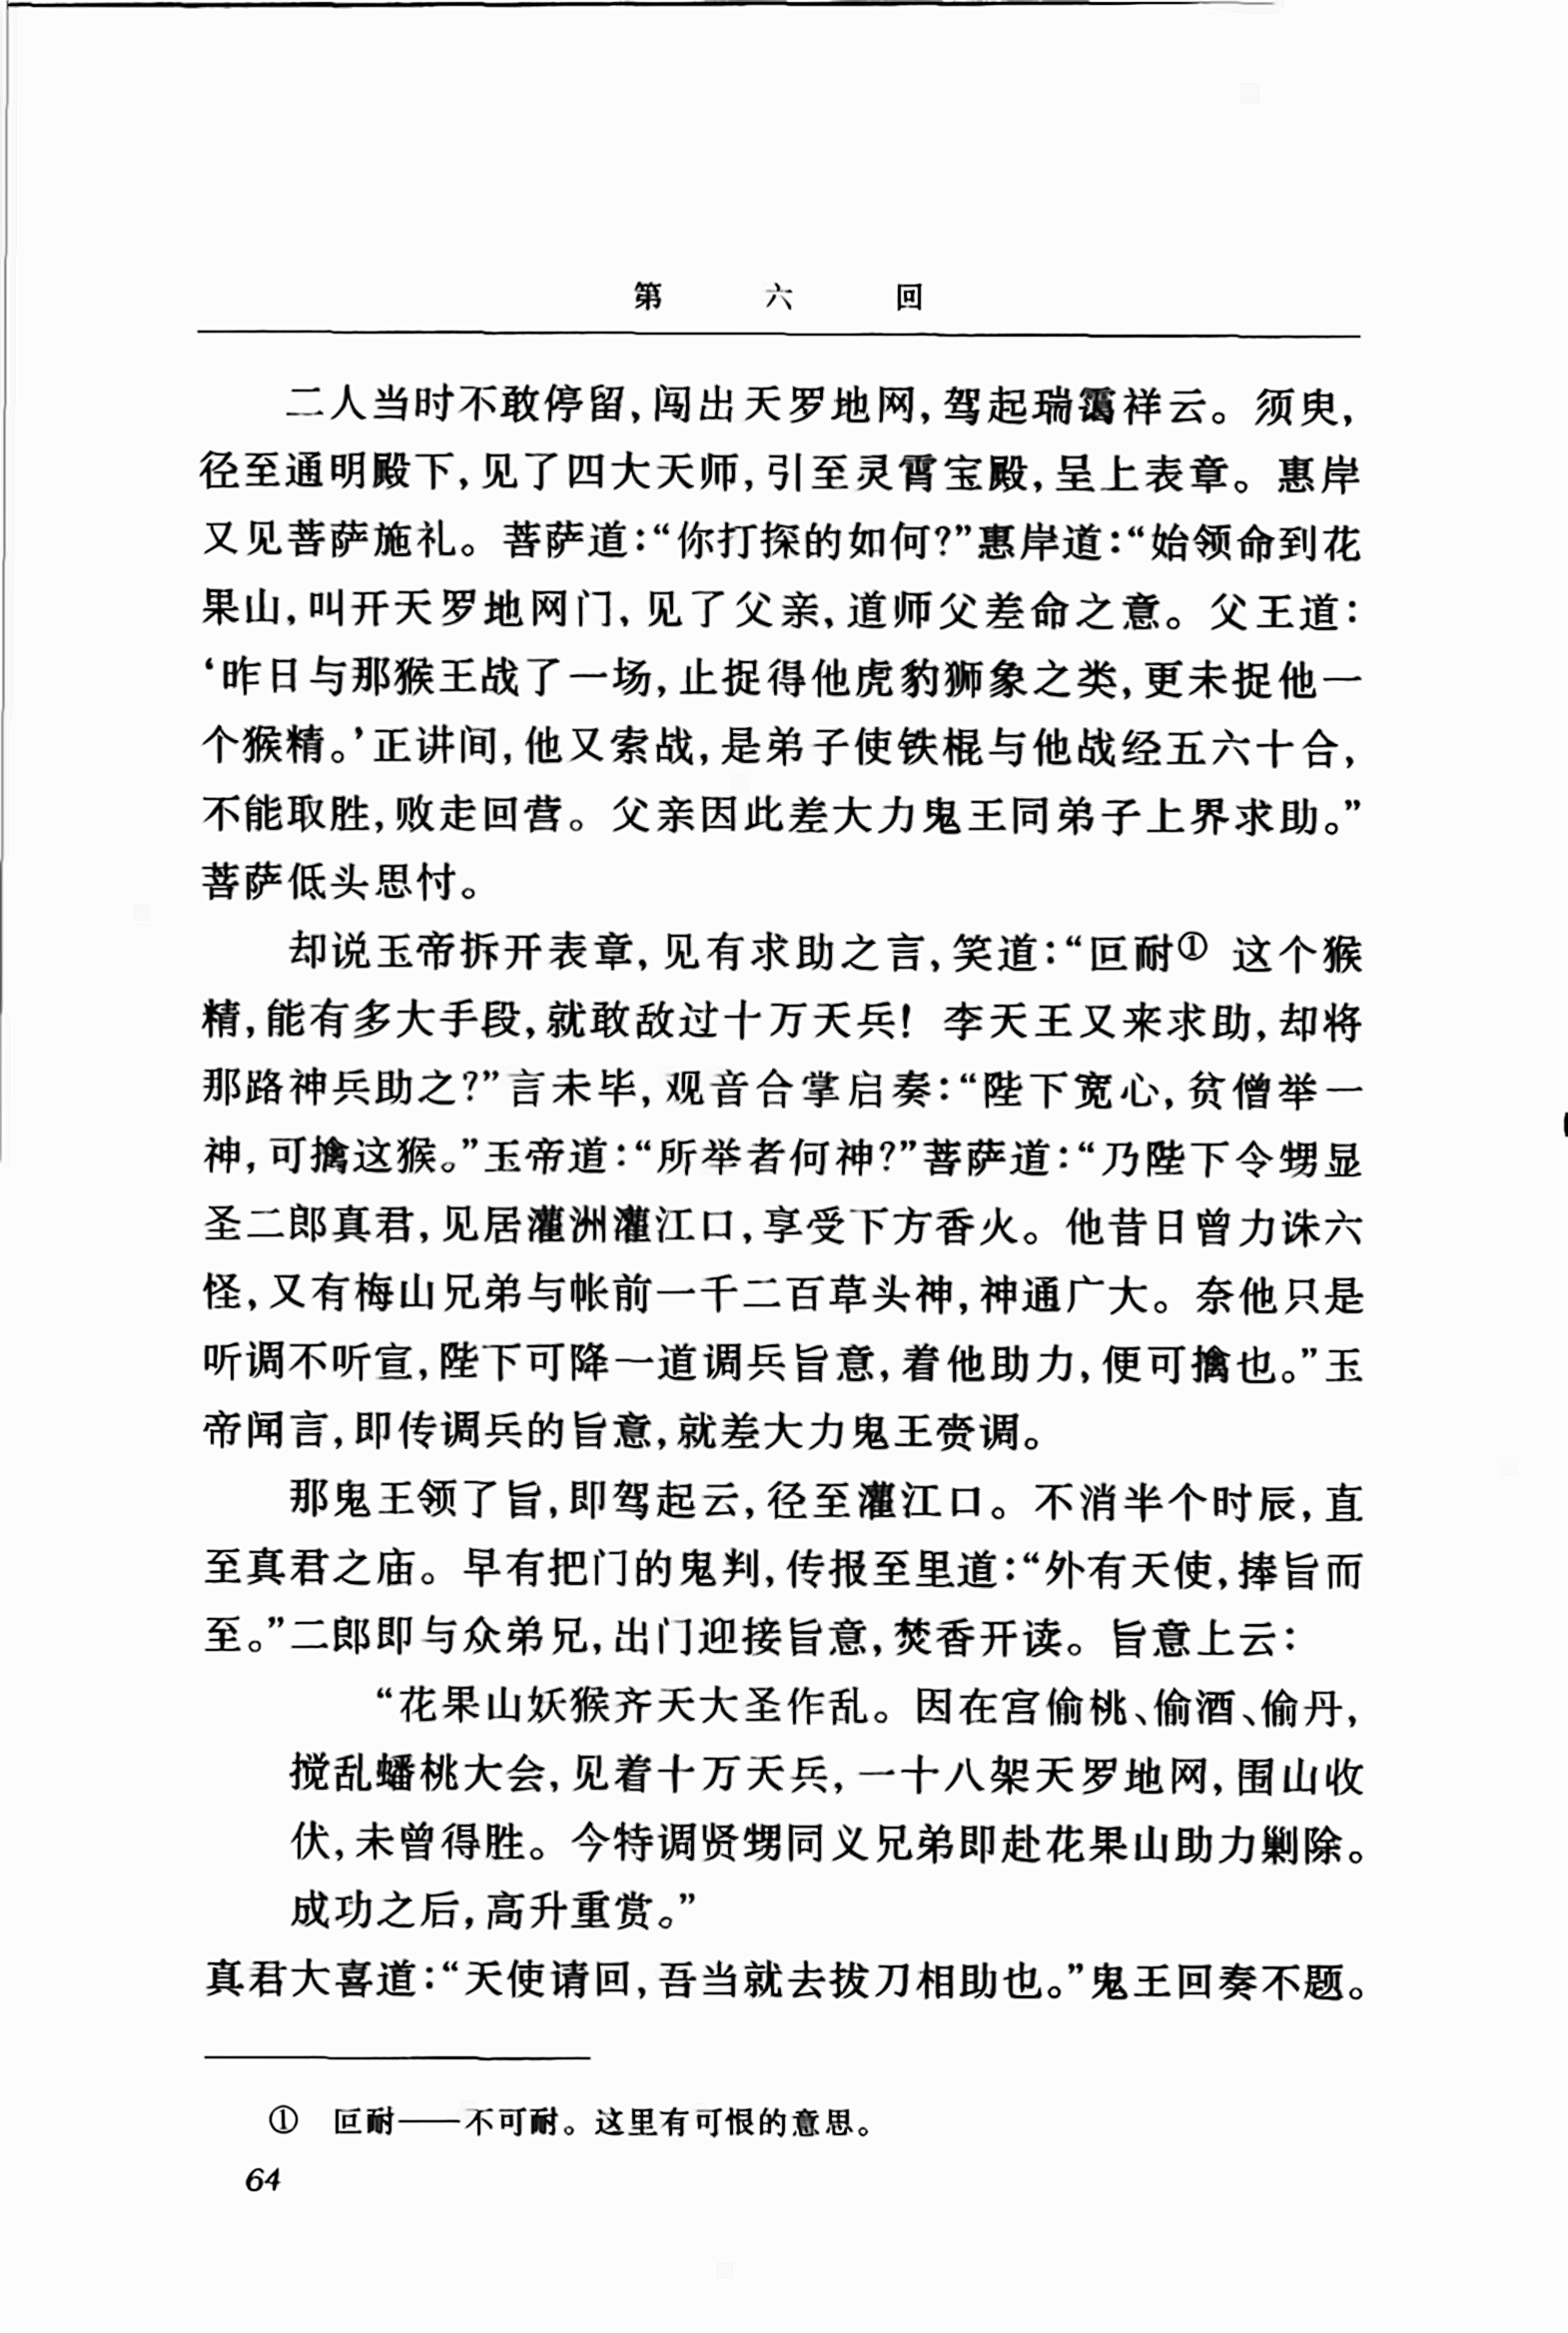 第六回
二人当时不敢停留,闯出天罗地网,驾起瑞霭祥云。须臾,
径至通明殿下,见了四大天师,引至灵霄宝殿,呈上表章。惠岸
又见菩萨施礼。菩萨道:“你打探的如何?”惠岸道:“始领命到花
果山,叫开天罗地网门,见了父亲,道师父差命之意。父王道:
‘昨日与那猴王战了一场,止捉得他虎豹狮象之类,更未捉他一
个猴精。’正讲间,他又索战,是弟子使铁棍与他战经五六十合,
不能取胜,败走回营。父亲因此差大力鬼王同弟子上界求助。”
菩萨低头思忖。
却说玉帝拆开表章,见有求助之言,笑道:“叵耐① 这个猴
精,能有多大手段,就敢敌过十万天兵!李天王又来求助,却将
那路神兵助之?”言未毕,观音合掌启奏:“陛下宽心,贫僧举一
神,可擒这猴。”玉帝道:“所举者何神?”菩萨道:“乃陛下令甥显
圣二郎真君,见居灌洲灌江口,享受下方香火。他昔日曾力诛六
怪,又有梅山兄弟与帐前一千二百草头神,神通广大。奈他只是
听调不听宣,陛下可降一道调兵旨意,着他助力,便可擒也。”玉
帝闻言,即传调兵的旨意,就差大力鬼王赍调。
那鬼王领了旨,即驾起云,径至灌江口。不消半个时辰,直
至真君之庙。早有把门的鬼判,传报至里道:“外有天使,捧旨而
至。”二郎即与众弟兄,出门迎接旨意,焚香开读。旨意上云:
“花果山妖猴齐天大圣作乱。因在宫偷桃、偷酒、偷丹,
搅乱蟠桃大会,见着十万天兵,一十八架天罗地网,围山收
伏,未曾得胜。今特调贤甥同义兄弟即赴花果山助力剿除。
成功之后,高升重赏。”
真君大喜道:“天使请回,吾当就去拔刀相助也。”鬼王回奏不题。
① 叵耐——不可耐。这里有可恨的意思。
64